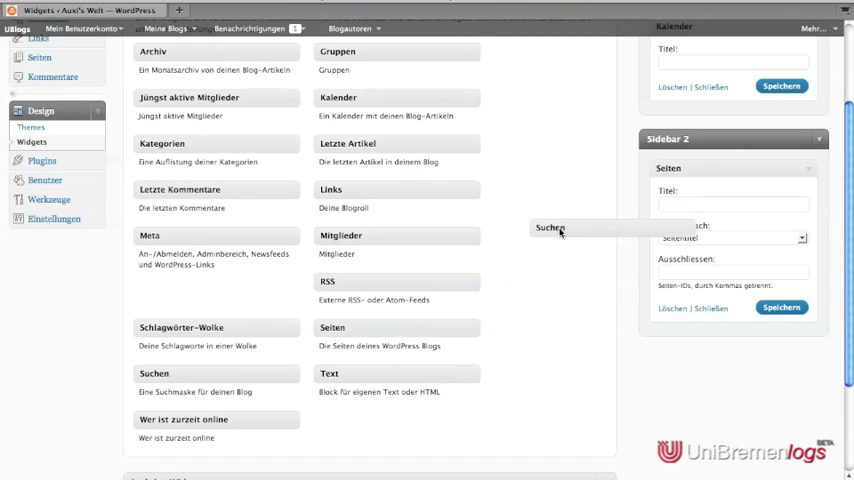 Widgets ‹ Auxi's Welt — WordPress
UBlogs
Mein Benutzerkonto
Meine Blogs
Benachrichtigungen 1
Blogautoren
Mehr...
Links
Seiten
Kommentare
Design
Themes
Widgets
Plugins
Benutzer
Werkzeuge
Einstellungen
Archiv
Ein Monatsarchiv von deinen Blog-Artikeln
Gruppen
Gruppen
Jüngst aktive Mitglieder
Jüngst aktive Mitglieder
Kalender
Ein Kalender mit deinen Blog-Artikeln
Kategorien
Eine Auflistung deiner Kategorien
Letzte Artikel
Die letzten Artikel in deinem Blog
Letzte Kommentare
Die letzten Kommentare
Links
Deine Blogroll
Meta
An-/Abmelden, Adminbereich, Newsfeeds
und WordPress-Links
Mitglieder
Mitglieder
RSS
Externe RSS- oder Atom-Feeds
Schlagwörter-Wolke
Deine Schlagworte in einer Wolke
Seiten
Die Seiten deines WordPress Blogs
Suchen
Eine Suchmaske für deinen Blog
Text
Block für eigenen Text oder HTML
Wer ist zurzeit online
Wer ist zurzeit online
Suchen
Kalender
Titel:
Löschen | Schließen
Speichern
Sidebar 2
Seiten
Titel:
ach:
Seitentitel
Ausschliessen:
Seiten-IDs, durch Kommas getrennt.
Löschen | Schließen
Speichern
UniBremenlogs BETA